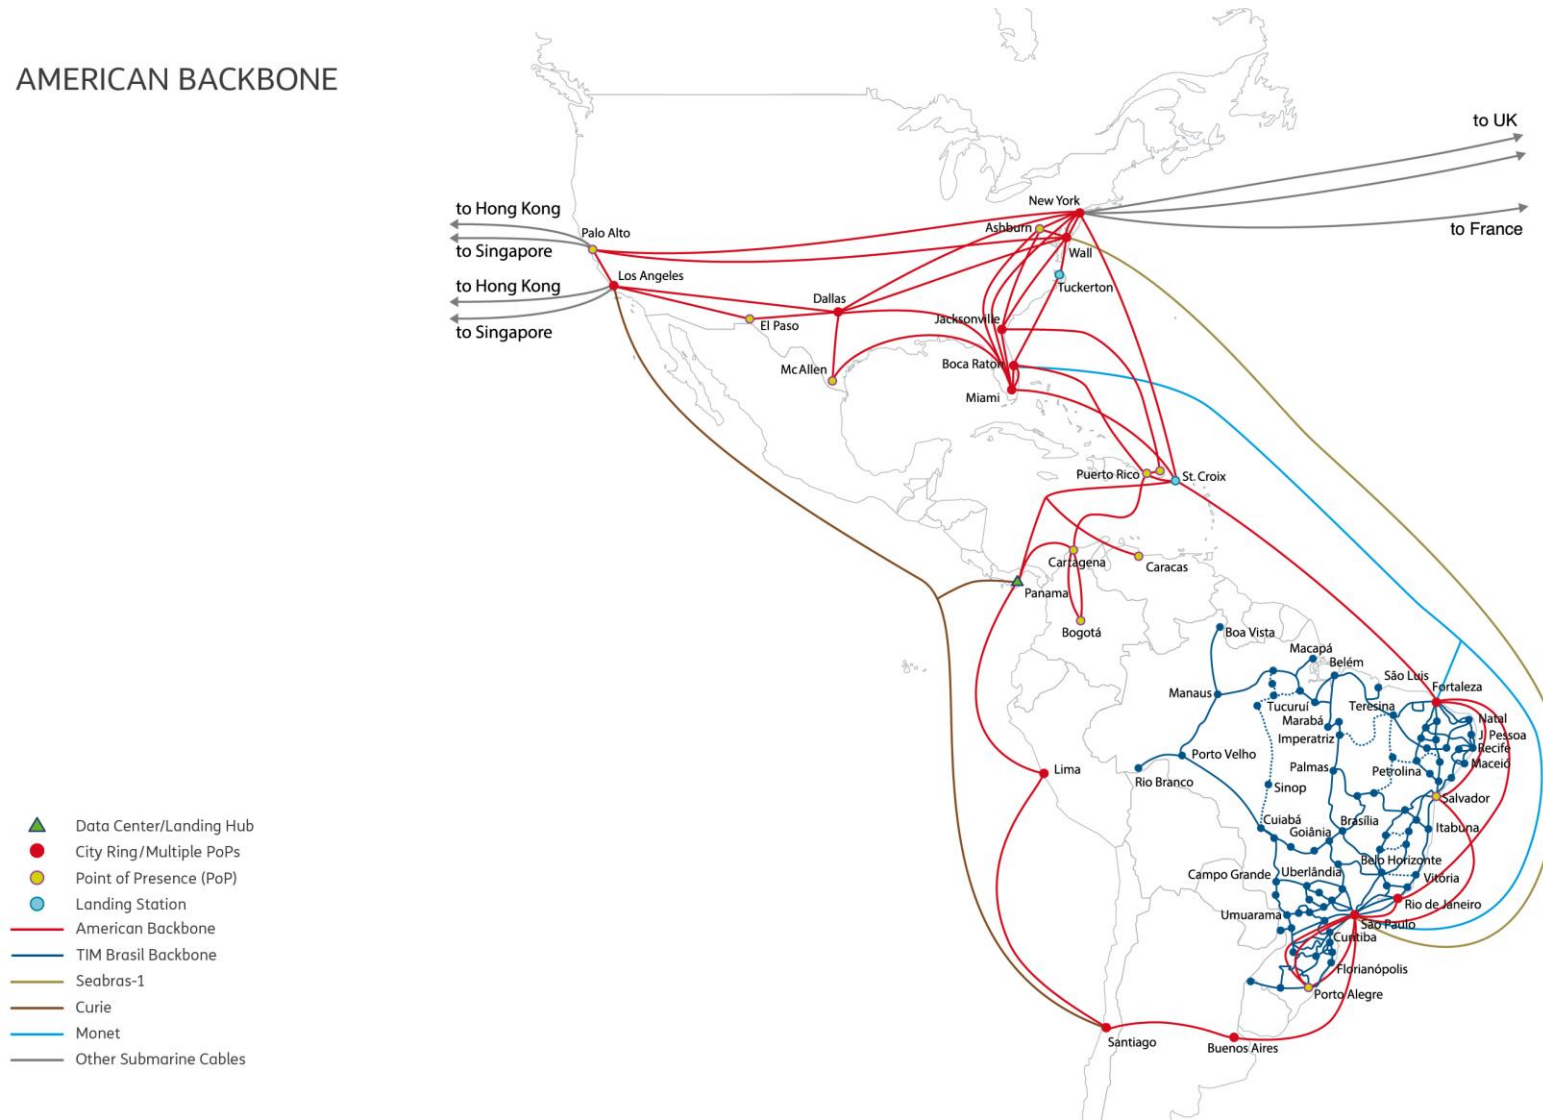 AMERICAN BACKBONE
to UK
to France
to Hong Kong
to Singapore
to Hong Kong
to Singapore
New York
Ashburn
Wall
Tuckerton
Palo Alto
Los Angeles
Dallas
El Paso
Mc Allen
Jacksonville
Boca Raton
Miami
Puerto Rico
St. Croix
Cartagena
Caracas
Panama
Bogotá
Boa Vista
Macapá
Belém
São Luis
Fortaleza
Manaus
Tucuruí
Teresina
Natal
Marabá
J. Pessoa
Imperatriz
Recife
Porto Velho
Palmas
Petrolina
Maceió
Lima
Rio Branco
Sinop
Salvador
Cuiabá
Goiânia
Brasília
Itabuna
Belo Horizonte
Campo Grande
Uberlândia
Vitória
Rio de Janeiro
Umuarama
São Paulo
Curitiba
Florianópolis
Porto Alegre
Santiago
Buenos Aires
Data Center/Landing Hub
City Ring/Multiple PoPs
Point of Presence (PoP)
Landing Station
American Backbone
TIM Brasil Backbone
Seabras-1
Curie
Monet
Other Submarine Cables